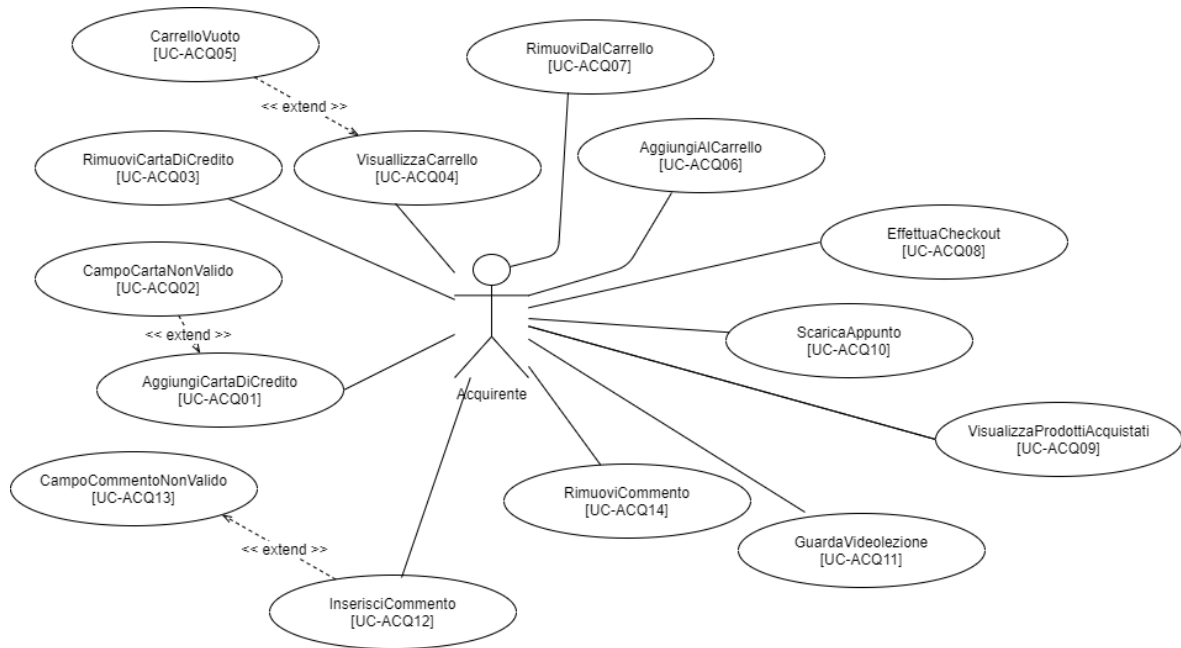 CarrelloVuoto
[UC-ACQ05]
RimuoviDalCarrello
[UC-ACQ07]
<< extend >>
RimuoviCartaDiCredito
[UC-ACQ03]
VisuallizzaCarrello
[UC-ACQ04]
AggiungiAlCarrello
[UC-ACQ06]
EffettuaCheckout
[UC-ACQ08]
CampoCartaNonValido
[UC-ACQ02]
<< extend >>
ScaricaAppunto
[UC-ACQ10]
AggiungiCartaDiCredito
[UC-ACQ01]
Acquirente
VisualizzaProdottiAcquistati
[UC-ACQ09]
CampoCommentoNonValido
[UC-ACQ13]
RimuoviCommento
[UC-ACQ14]
GuardaVideolezione
[UC-ACQ11]
<< extend >>
InserisciCommento
[UC-ACQ12]